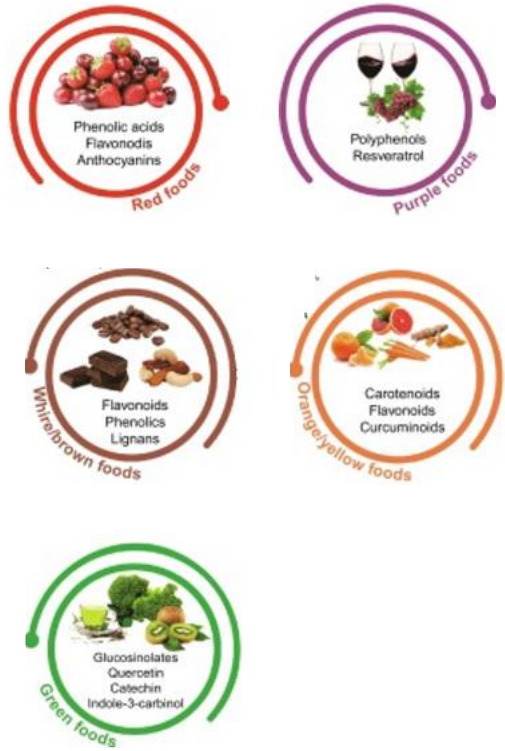 Phenolic acids
Flavonodis
Anthocyanins
Red foods
Polyphenols
Resveratrol
Purple foods
Flavonoids
Phenolics
Lignans
Whire/brown foods
Carotenoids
Flavonoids
Curcuminoids
Orange/yellow foods
Glucosinolates
Quercetin
Catechin
Indole-3-carbinol
Green foods